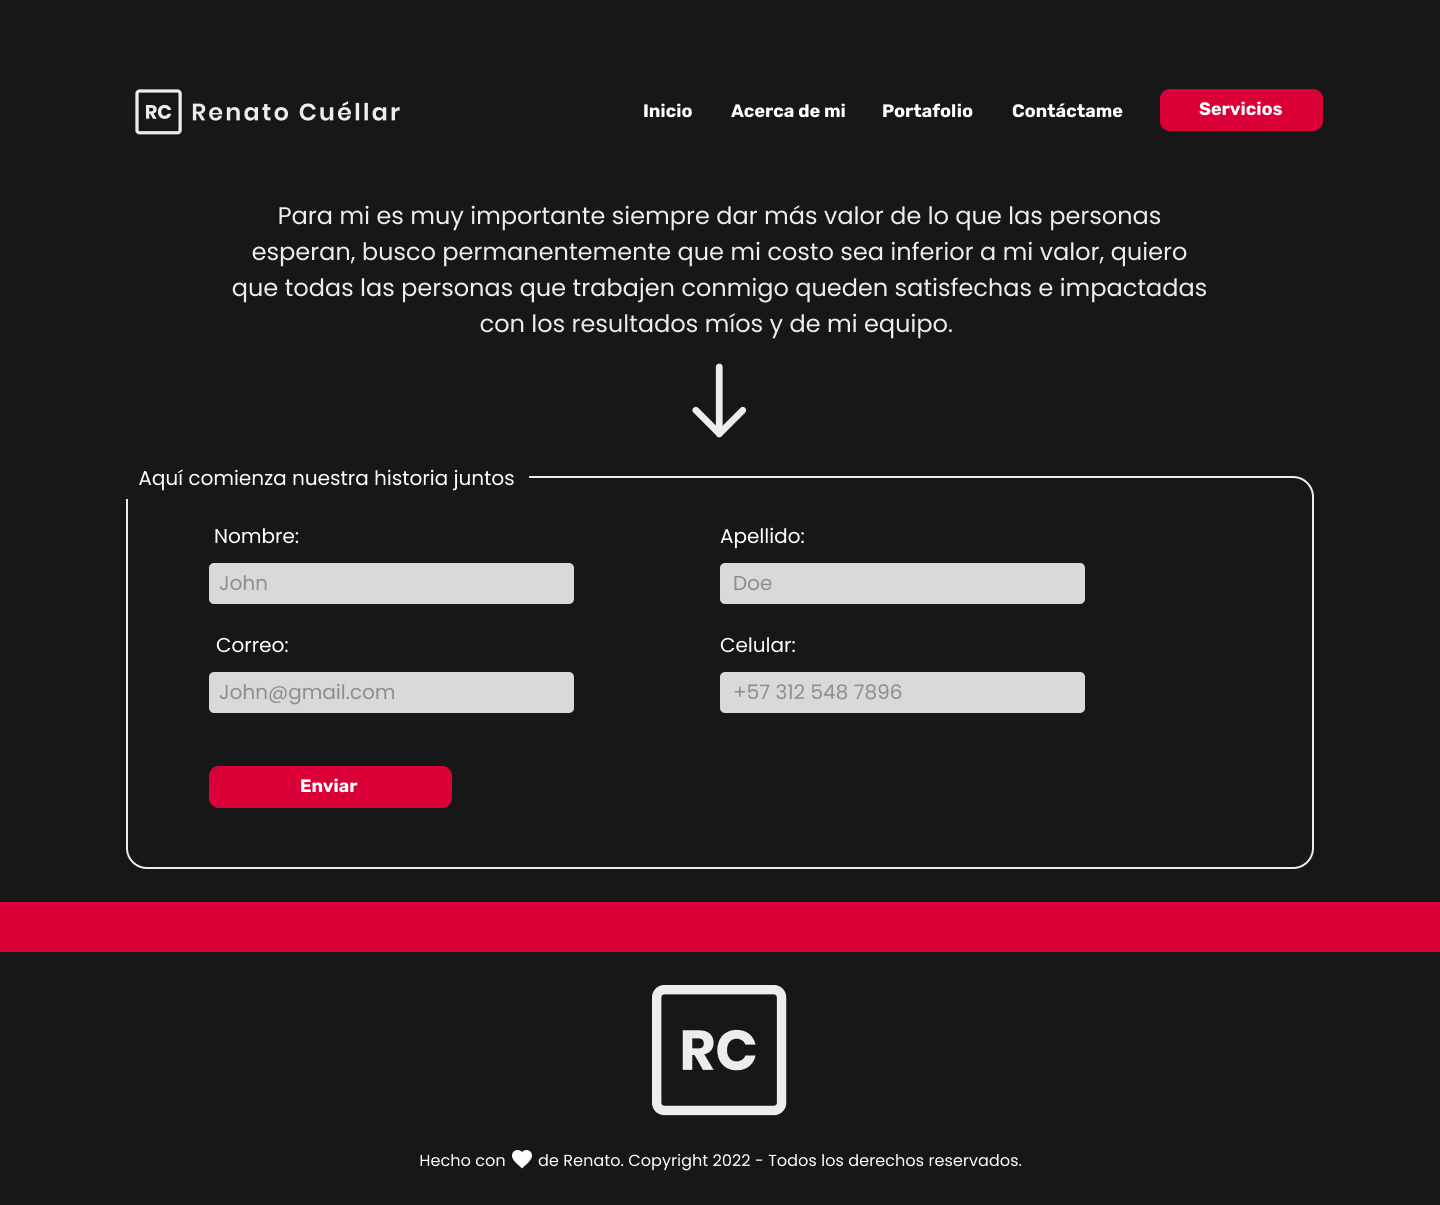 RC Renato Cuéllar
Inicio Acerca de mi Portafolio Contáctame Servicios
Para mi es muy importante siempre dar más valor de lo que las personas
esperan, busco permanentemente que mi costo sea inferior a mi valor, quiero
que todas las personas que trabajen conmigo queden satisfechas e impactadas
con los resultados míos y de mi equipo.
Aquí comienza nuestra historia juntos
Nombre: Apellido:
John Doe
Correo: Celular:
John@gmail.com +57 312 548 7896
Enviar
RC
Hecho con de Renato. Copyright 2022 - Todos los derechos reservados.